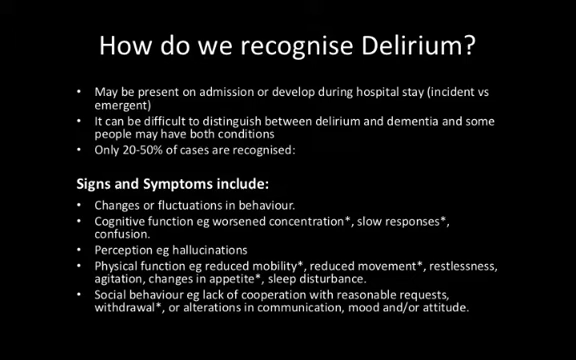 How do we recognise Delirium?
• May be present on admission or develop during hospital stay (incident vs
emergent)
• It can be difficult to distinguish between delirium and dementia and some
people may have both conditions
• Only 20-50% of cases are recognised:
Signs and Symptoms include:
• Changes or fluctuations in behaviour.
• Cognitive function eg worsened concentration*, slow responses*,
confusion.
• Perception eg hallucinations
• Physical function eg reduced mobility*, reduced movement*, restlessness,
agitation, changes in appetite*, sleep disturbance.
• Social behaviour eg lack of cooperation with reasonable requests,
withdrawal*, or alterations in communication, mood and/or attitude.